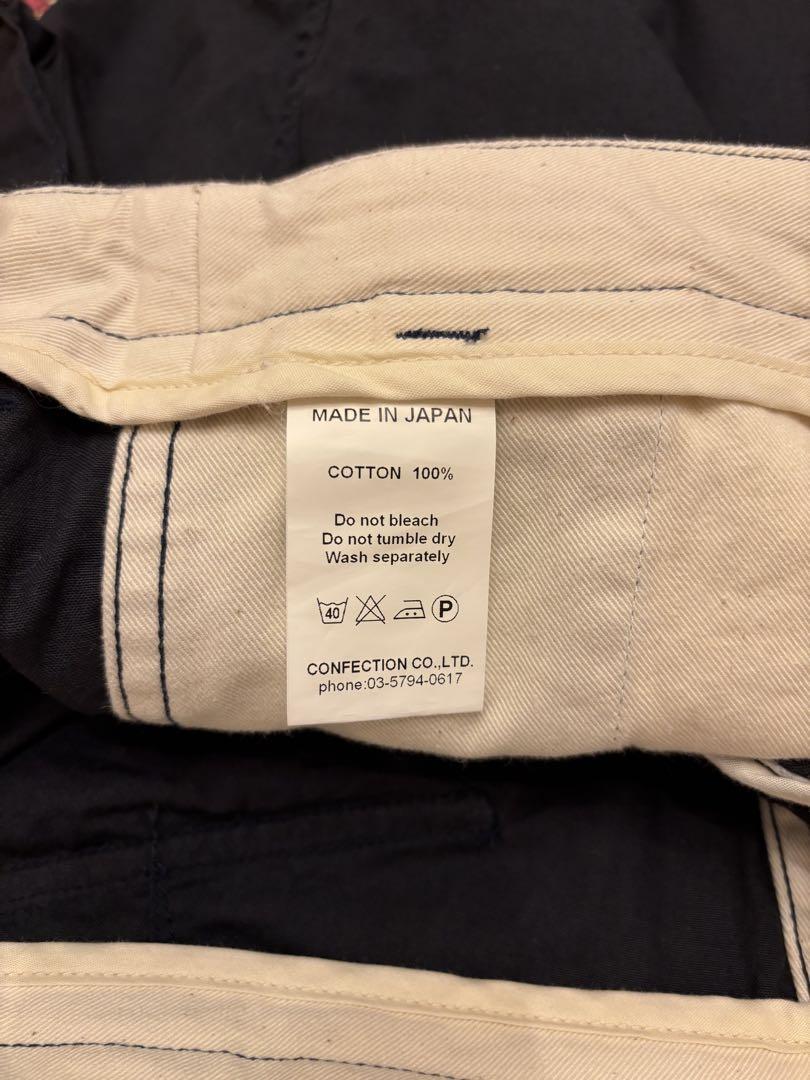 MADE IN JAPAN
COTTON 100%
Do not bleach
Do not tumble dry
Wash separately
40 P
CONFECTION CO.,LTD.
phone:03-5794-0617